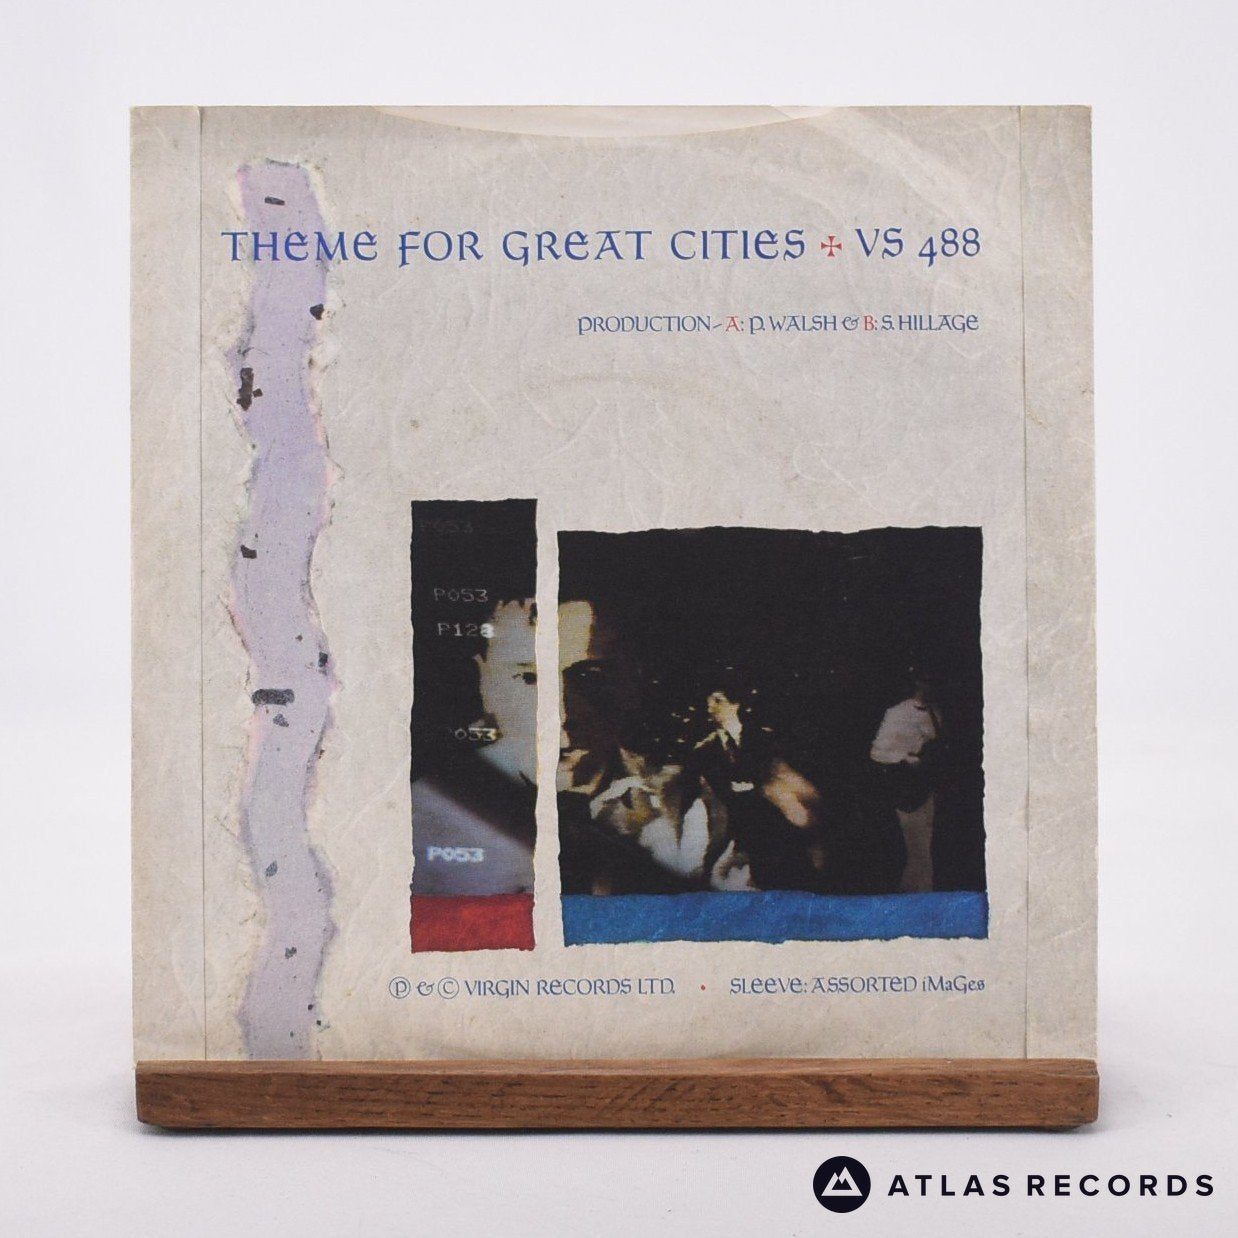 THEME FOR GREAT CITIES ✠ VS 488
PRODUCTION- A: P. WALSH & B: S. HILLAGE
P053
P053
P128
P053
P053
Ⓟ & © VIRGIN RECORDS LTD. • SLEEVE: ASSORTED iMaGes
ATLAS RECORDS